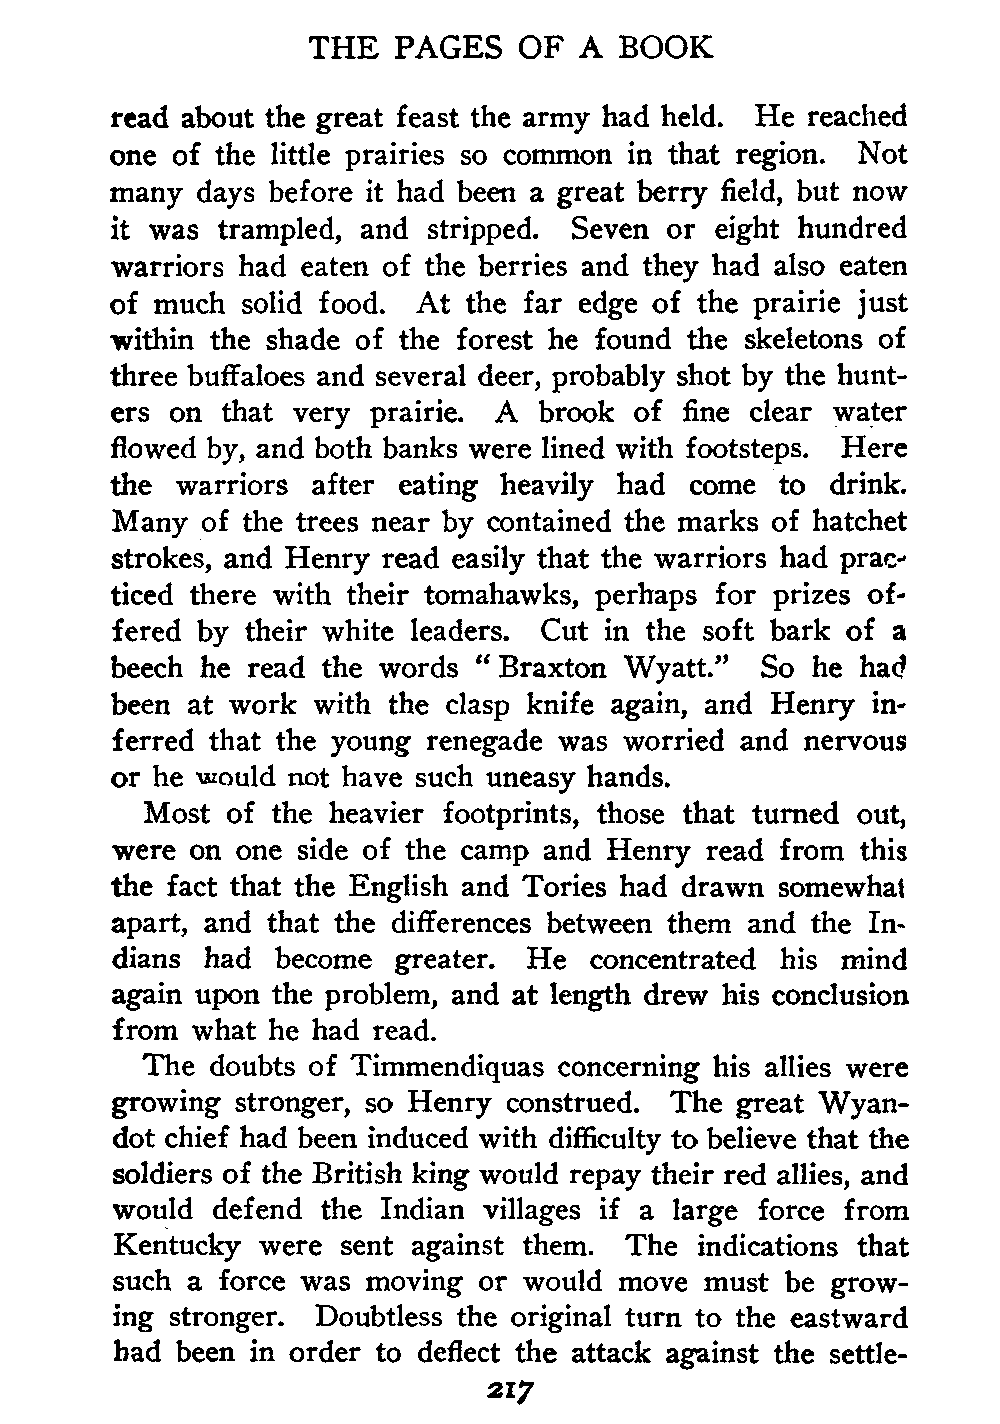 THE PAGES OF A BOOK
read about the great feast the army had held. He reached
one of the little prairies so common in that region. Not
many days before it had been a great berry field, but now
it was trampled, and stripped. Seven or eight hundred
warriors had eaten of the berries and they had also eaten
of much solid food. At the far edge of the prairie just
within the shade of the forest he found the skeletons of
three buffaloes and several deer, probably shot by the hunt-
ers on that very prairie. A brook of fine clear water
flowed by, and both banks were lined with footsteps. Here
the warriors after eating heavily had come to drink.
Many of the trees near by contained the marks of hatchet
strokes, and Henry read easily that the warriors had prac-
ticed there with their tomahawks, perhaps for prizes of-
fered by their white leaders. Cut in the soft bark of a
beech he read the words “Braxton Wyatt.” So he had
been at work with the clasp knife again, and Henry in-
ferred that the young renegade was worried and nervous
or he would not have such uneasy hands.
Most of the heavier footprints, those that turned out,
were on one side of the camp and Henry read from this
the fact that the English and Tories had drawn somewhat
apart, and that the differences between them and the In-
dians had become greater. He concentrated his mind
again upon the problem, and at length drew his conclusion
from what he had read.
The doubts of Timmendiquas concerning his allies were
growing stronger, so Henry construed. The great Wyan-
dot chief had been induced with difficulty to believe that the
soldiers of the British king would repay their red allies, and
would defend the Indian villages if a large force from
Kentucky were sent against them. The indications that
such a force was moving or would move must be grow-
ing stronger. Doubtless the original turn to the eastward
had been in order to deflect the attack against the settle-
217